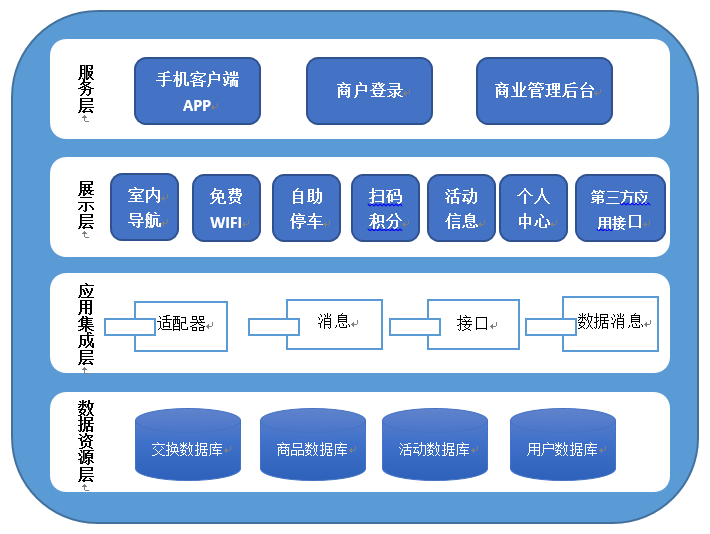 服务层
手机客户端
APP
商户登录
商业管理后台
展示层
室内
导航
免费
WIFI
自助
停车
扫码
积分
活动
信息
个人
中心
第三方应
用接口
应用集成层
适配器
消息
接口
数据消息
数据资源层
交换数据库
商品数据库
活动数据库
用户数据库